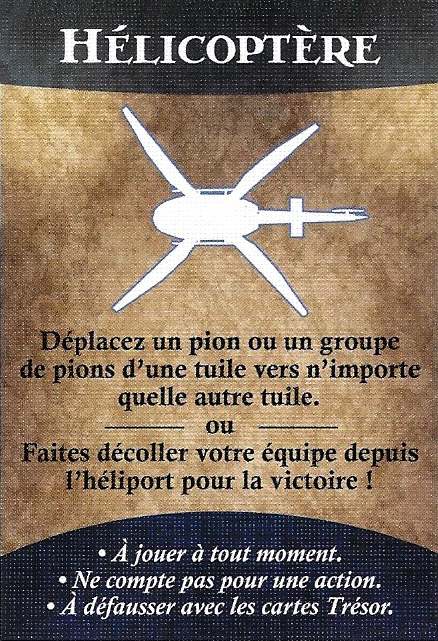 HÉLICOPTÈRE
Déplacez un pion ou un groupe
de pions d'une tuile vers n'importe
quelle autre tuile.
ou
Faites décoller votre équipe depuis
l'héliport pour la victoire !
• À jouer à tout moment.
• Ne compte pas pour une action.
• À défausser avec les cartes Trésor.